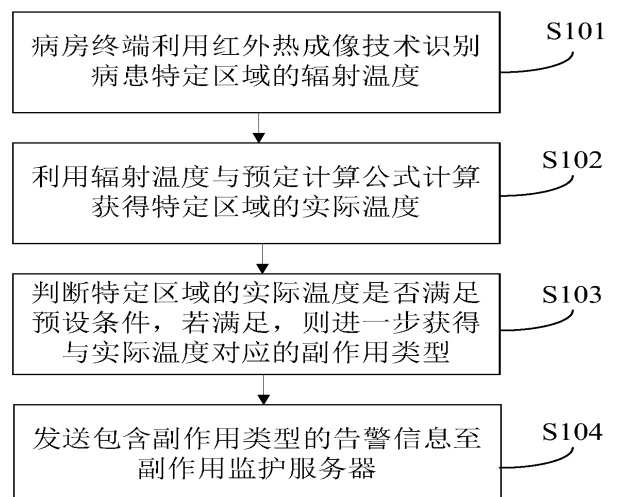 病房终端利用红外热成像技术识别
病患特定区域的辐射温度
S101
利用辐射温度与预定计算公式计算
获得特定区域的实际温度
S102
判断特定区域的实际温度是否满足
预设条件，若满足，则进一步获得
与实际温度对应的副作用类型
S103
发送包含副作用类型的告警信息至
副作用监护服务器
S104